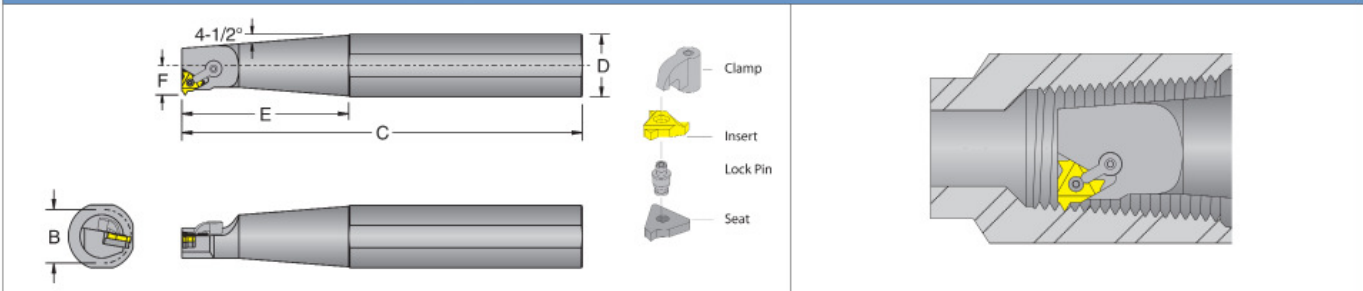 4-1/2°
F
D
E
C
B
Clamp
Insert
Lock Pin
Seat